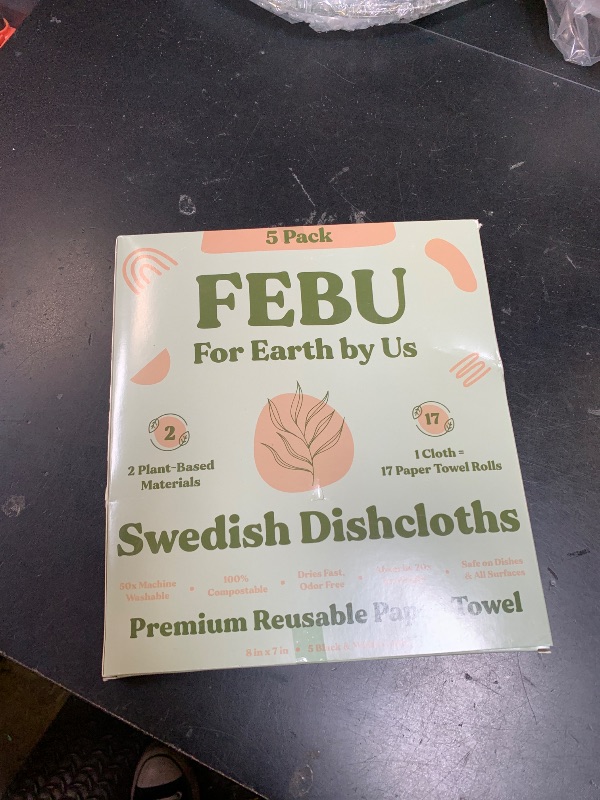 5 Pack
FEBU
For Earth by Us
2
17
2 Plant-Based
Materials
1 Cloth =
17 Paper Towel Rolls
Swedish Dishcloths
50x Machine
Washable
100%
Compostable
Dries Fast,
Odor Free
Safe on Dishes
& All Surfaces
Premium Reusable Paper Towel
8 in x 7 in • 5